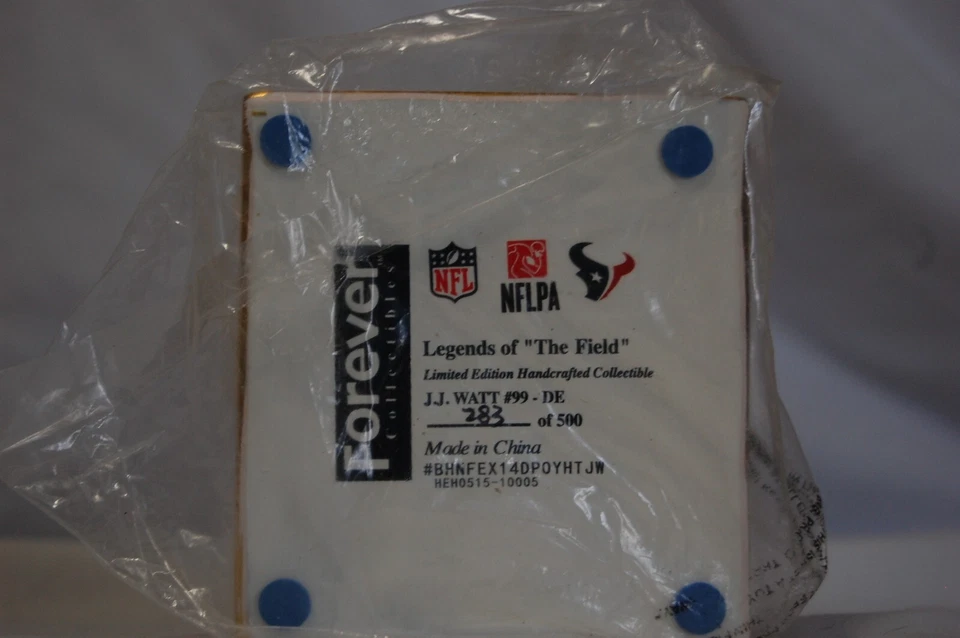 Forever
Collectibles
NFL
NFLPA
Legends of "The Field"
Limited Edition Handcrafted Collectible
J.J. WATT #99 - DE
283 of 500
Made in China
#BHNFEX14DPOYHTJW
HEH0515-10005